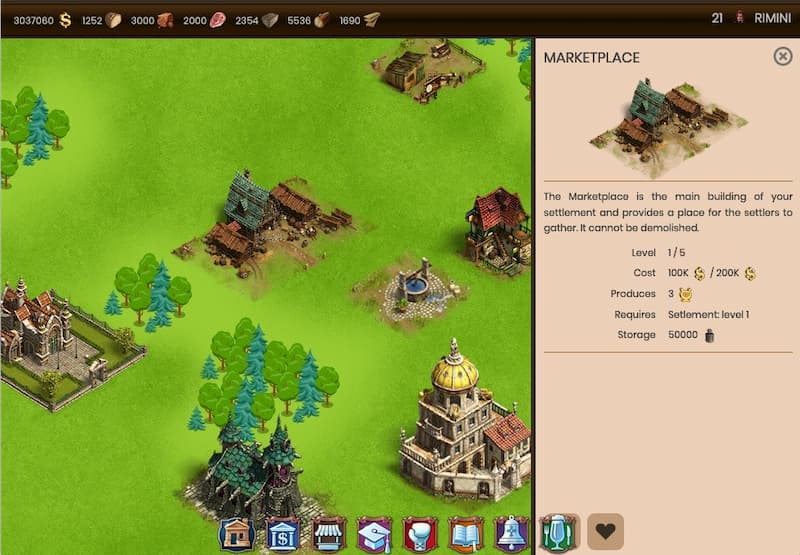 3037060 1252 3000 2000 2354 5536 1690 21 RIMINI
MARKETPLACE
The Marketplace is the main building of your
settlement and provides a place for the settlers to
gather. It cannot be demolished.
Level 1 / 5
Cost 100K / 200K
Produces 3
Requires Setlement: level 1
Storage 50000